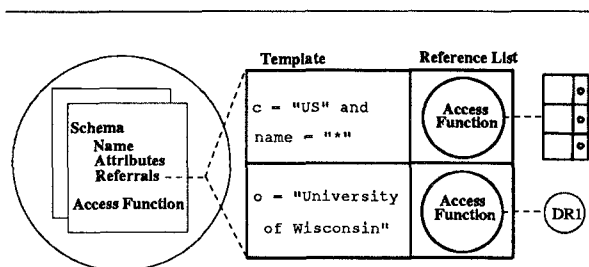 Template
Reference List
c = "US" and
name = "*"
Access
Function
Schema
Name
Attributes
Referrals
Access Function
o = "University
of Wisconsin"
Access
Function
DR1